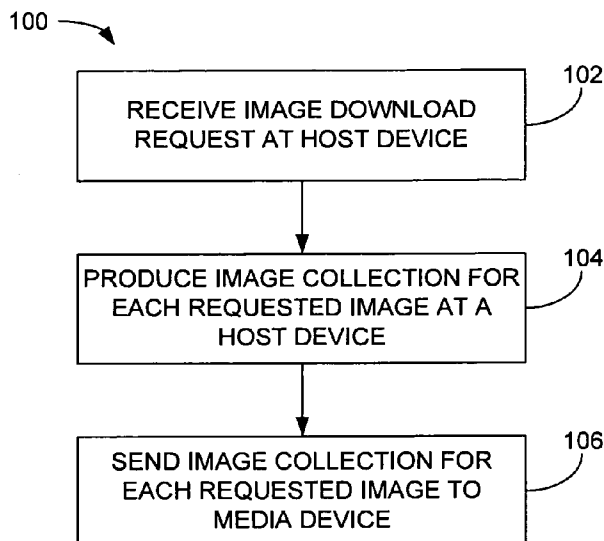 100
102
RECEIVE IMAGE DOWNLOAD
REQUEST AT HOST DEVICE
104
PRODUCE IMAGE COLLECTION FOR
EACH REQUESTED IMAGE AT A
HOST DEVICE
106
SEND IMAGE COLLECTION FOR
EACH REQUESTED IMAGE TO
MEDIA DEVICE